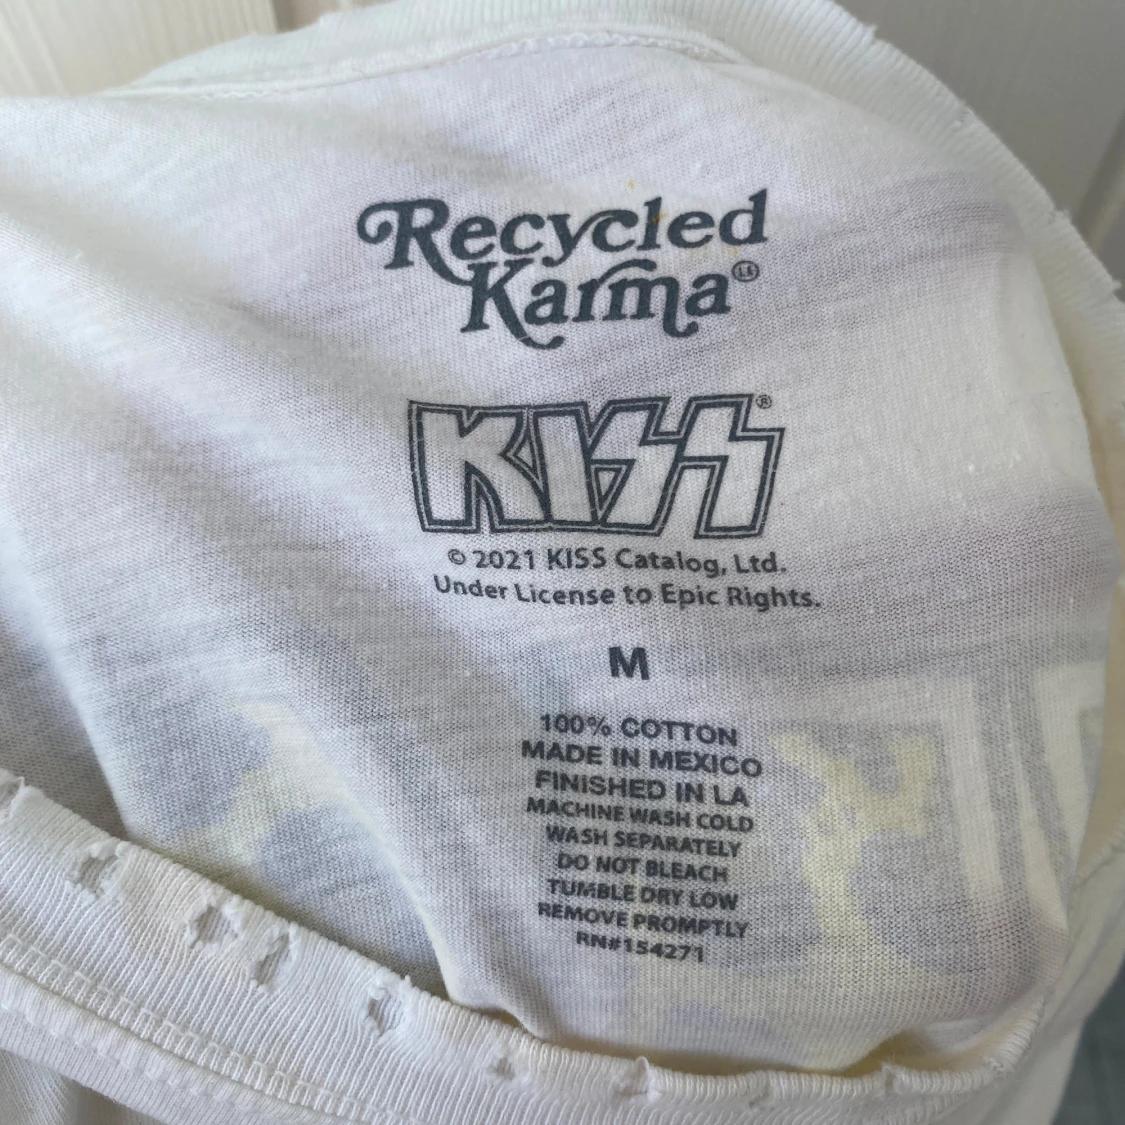 Recycled
Karma
KISS®
© 2021 KISS Catalog, Ltd.
Under License to Epic Rights.
M
100% COTTON
MADE IN MEXICO
FINISHED IN LA
MACHINE WASH COLD
WASH SEPARATELY
DO NOT BLEACH
TUMBLE DRY LOW
REMOVE PROMPTLY
RN#154271